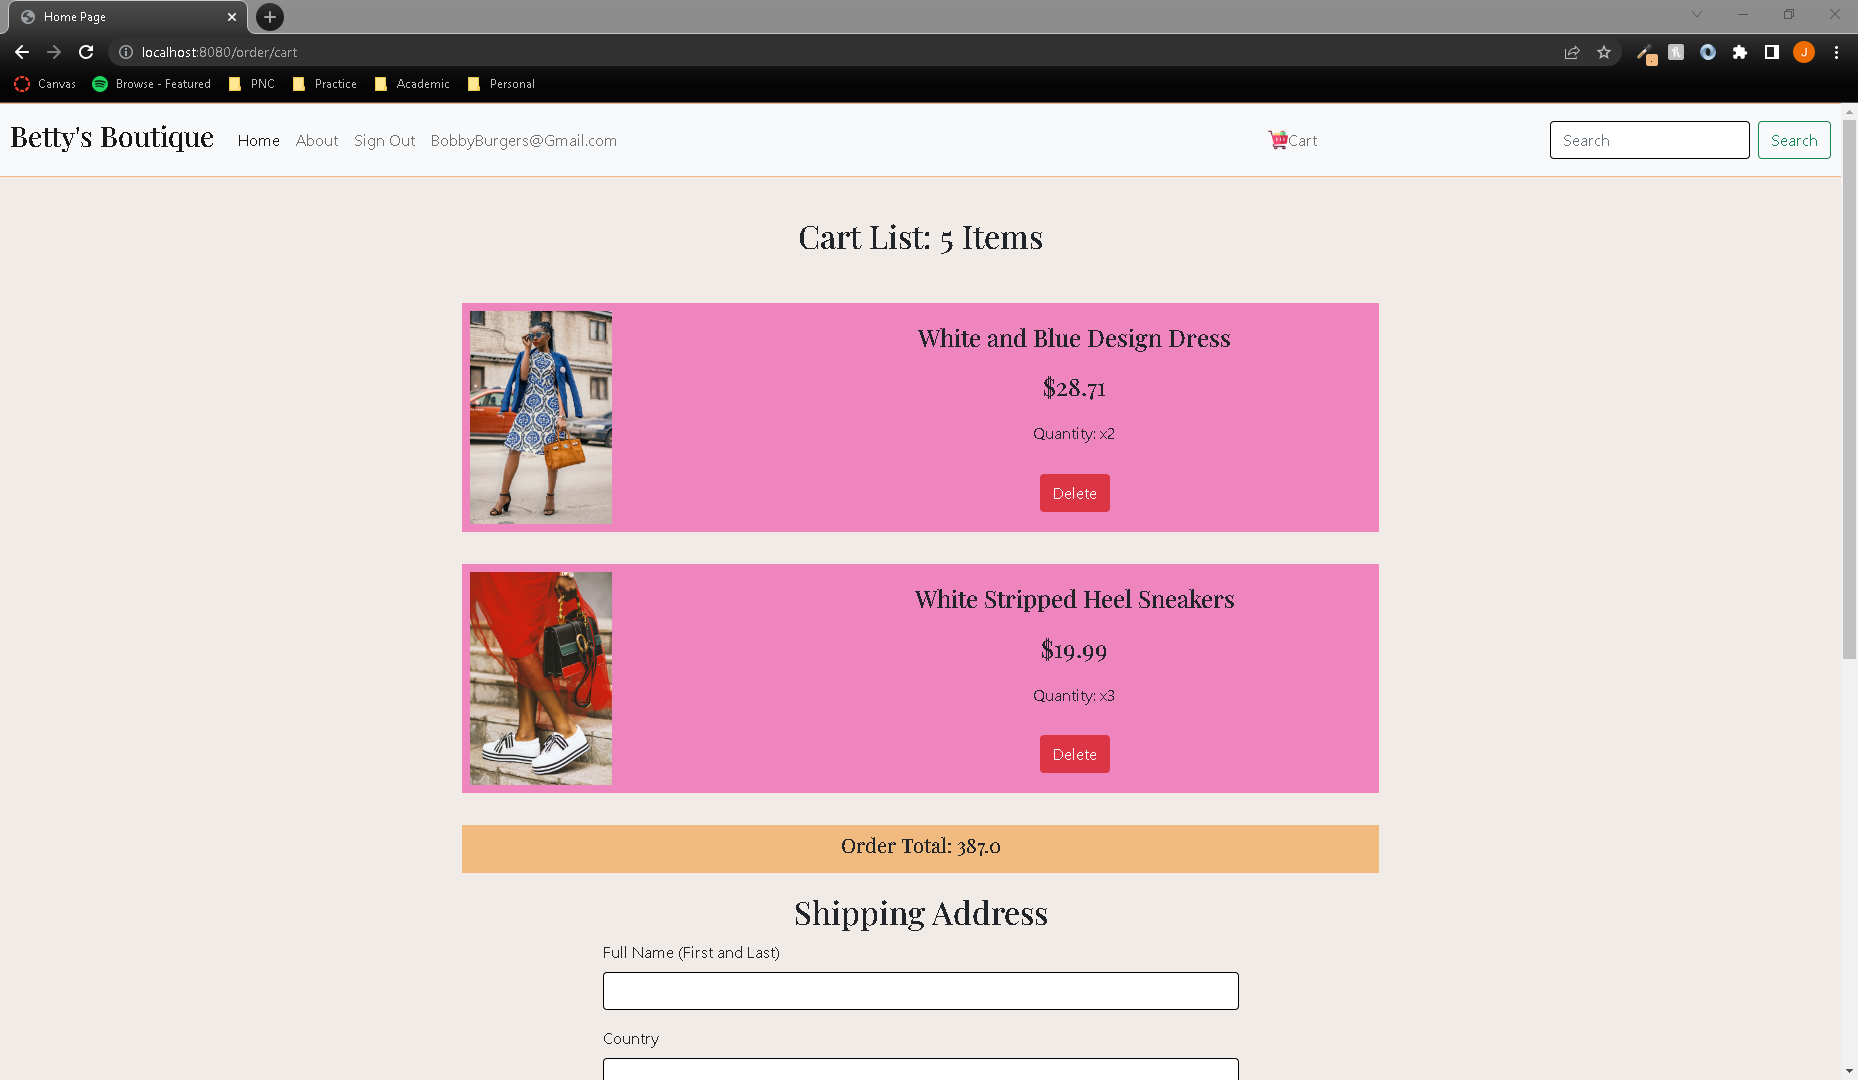 Home Page
localhost:8080/order/cart
J
Canvas Browse - Featured PNC Practice Academic Personal
Betty's Boutique Home About Sign Out BobbyBurgers@Gmail.com Cart Search Search
Cart List: 5 Items
White and Blue Design Dress
$28.71
Quantity: x2
Delete
White Stripped Heel Sneakers
$19.99
Quantity: x3
Delete
Order Total: 387.0
Shipping Address
Full Name (First and Last)
Country